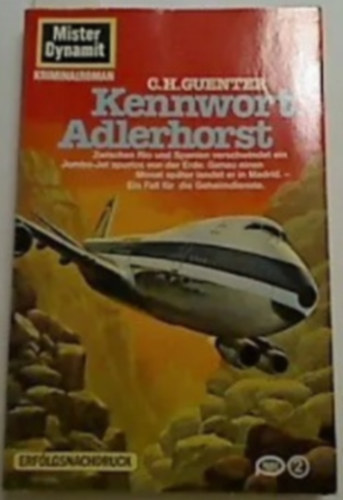 Mister
Dynamit
KRIMINALROMAN
C.H.GUENTER
Kennwort
Adlerhorst
Zwischen Rio und Spanien verschwindet ein
Jumbo-Jet spurlos von der Erde. Genau einen
Monat später landet er in Madrid. –
Ein Fall für die Geheimdienste.
ERFOLGSNACHDRUCK
2